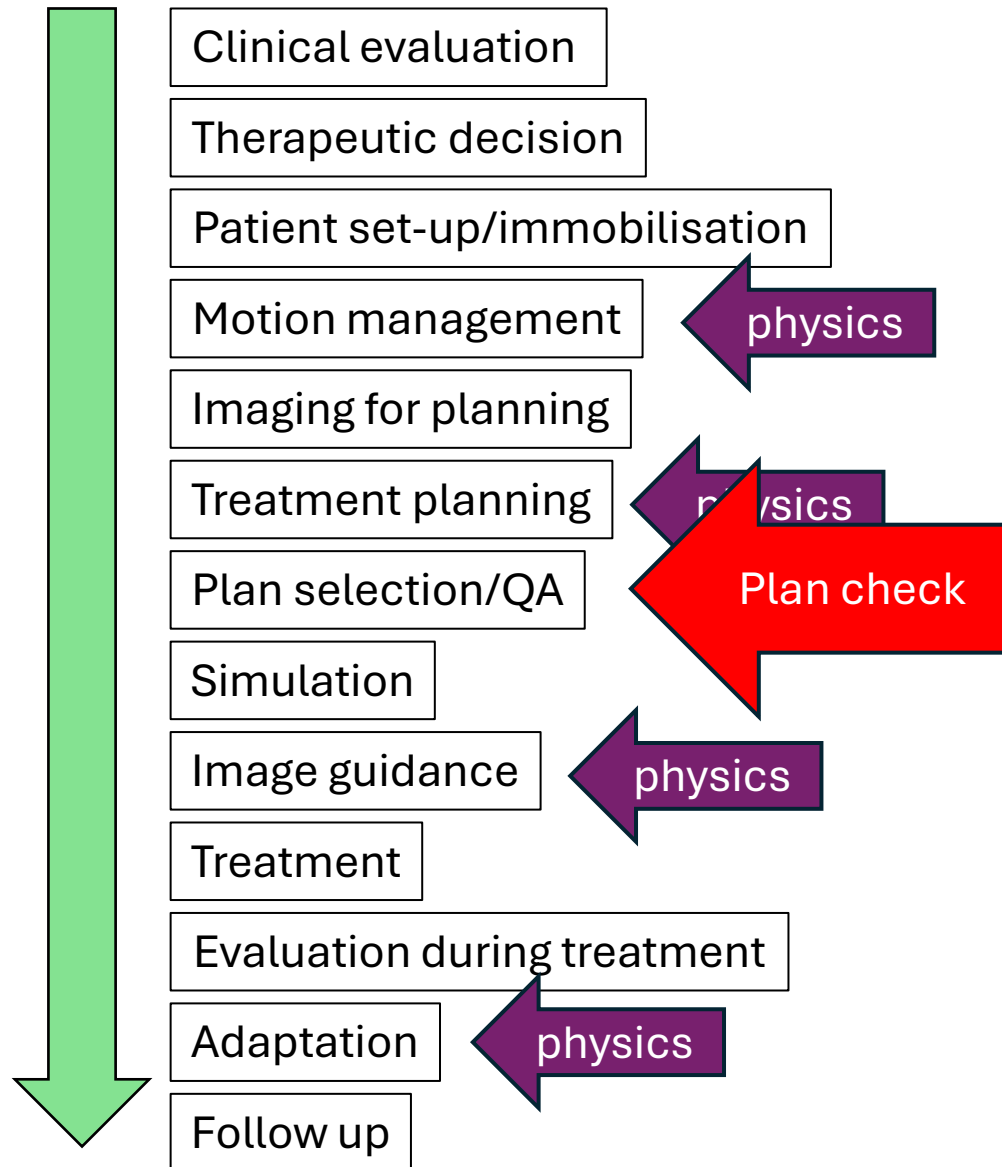 Clinical evaluation
Therapeutic decision
Patient set-up/immobilisation
Motion management
physics
Imaging for planning
Treatment planning
physics
Plan selection/QA
Plan check
Simulation
Image guidance
physics
Treatment
Evaluation during treatment
Adaptation
physics
Follow up